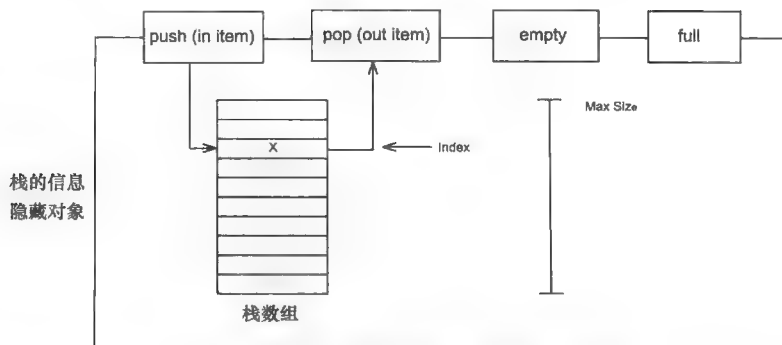 push (in item)
pop (out item)
empty
full
Max Size
X
Index
栈的信息
隐藏对象
栈数组